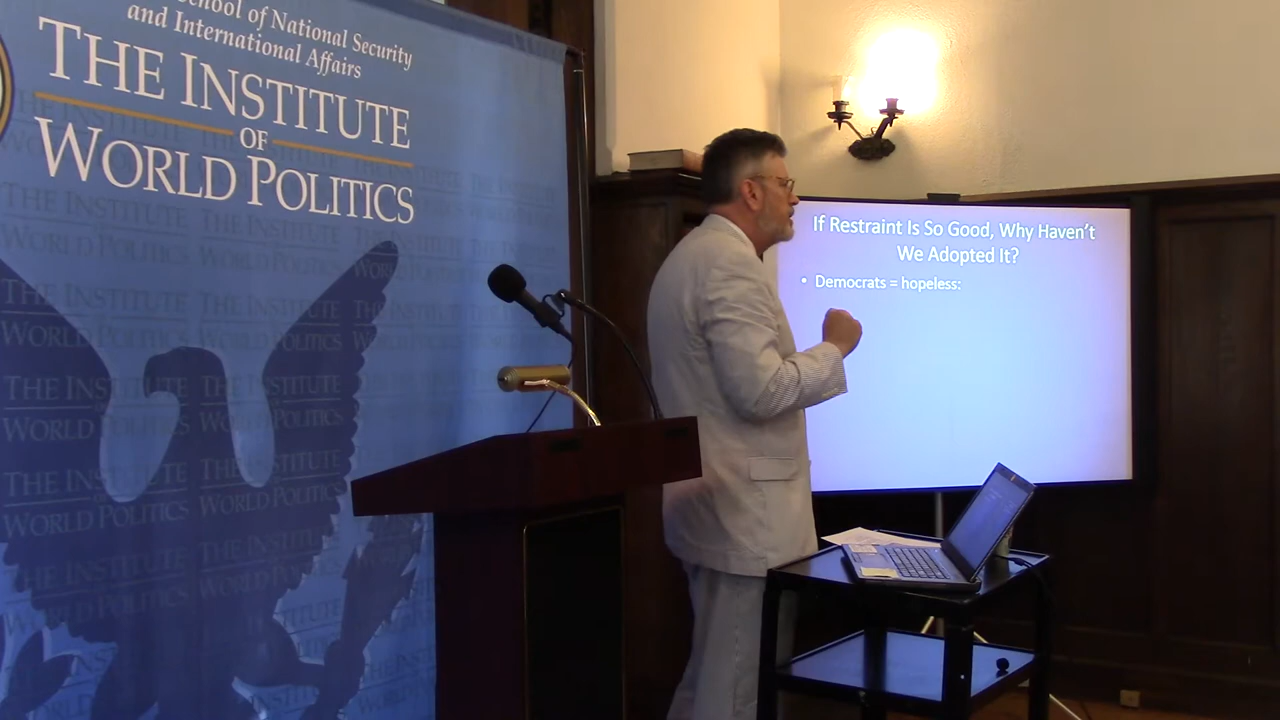 School of National Security
and International Affairs
THE INSTITUTE
OF
WORLD POLITICS
If Restraint Is So Good, Why Haven't
We Adopted It?
• Democrats = hopeless: